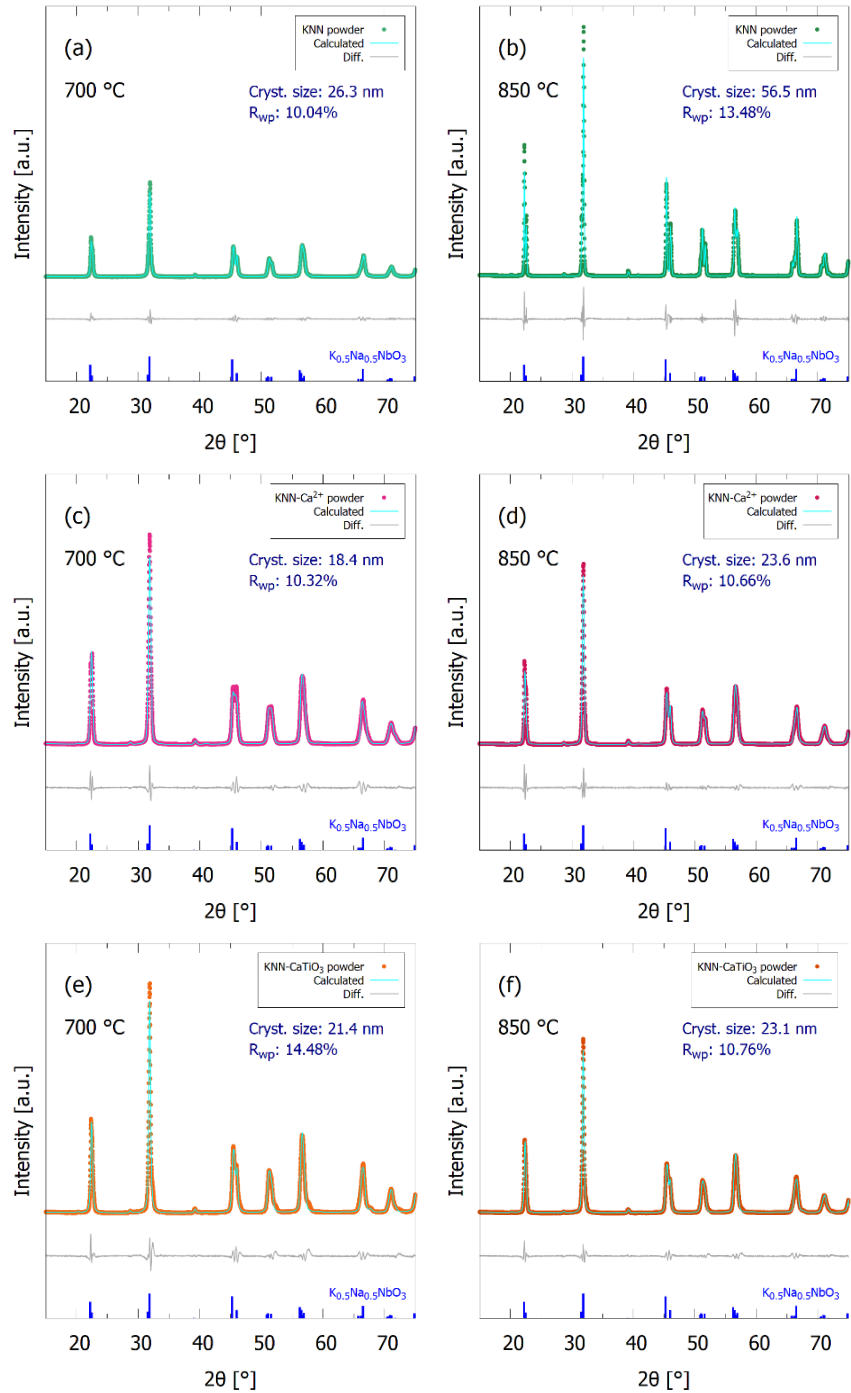 (a)
700 °C
KNN powder
Calculated
Diff.
Cryst. size: 26.3 nm
Rwp: 10.04%
Intensity [a.u.]
K0.5Na0.5NbO3
20 30 40 50 60 70
2θ [°]
(b)
850 °C
KNN powder
Calculated
Diff.
Cryst. size: 56.5 nm
Rwp: 13.48%
Intensity [a.u.]
K0.5Na0.5NbO3
20 30 40 50 60 70
2θ [°]
(c)
700 °C
KNN-Ca2+ powder
Calculated
Diff.
Cryst. size: 18.4 nm
Rwp: 10.32%
Intensity [a.u.]
K0.5Na0.5NbO3
20 30 40 50 60 70
2θ [°]
(d)
850 °C
KNN-Ca2+ powder
Calculated
Diff.
Cryst. size: 23.6 nm
Rwp: 10.66%
Intensity [a.u.]
K0.5Na0.5NbO3
20 30 40 50 60 70
2θ [°]
(e)
700 °C
KNN-CaTiO3 powder
Calculated
Diff.
Cryst. size: 21.4 nm
Rwp: 14.48%
Intensity [a.u.]
K0.5Na0.5NbO3
20 30 40 50 60 70
2θ [°]
(f)
850 °C
KNN-CaTiO3 powder
Calculated
Diff.
Cryst. size: 23.1 nm
Rwp: 10.76%
Intensity [a.u.]
K0.5Na0.5NbO3
20 30 40 50 60 70
2θ [°]